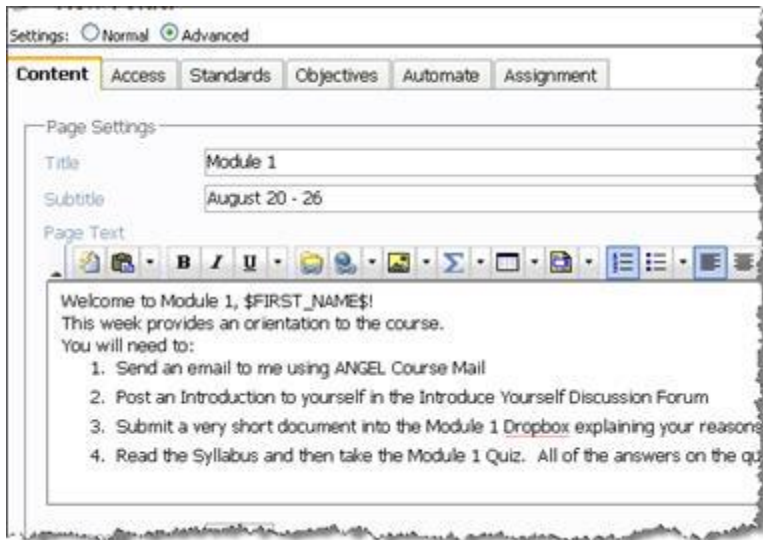 Settings: Normal Advanced
Content Access Standards Objectives Automate Assignment
Page Settings
Title Module 1
Subtitle August 20 - 26
Page Text
B I U Σ
Welcome to Module 1, $FIRST_NAME$!
This week provides an orientation to the course.
You will need to:
1. Send an email to me using ANGEL Course Mail
2. Post an Introduction to yourself in the Introduce Yourself Discussion Forum
3. Submit a very short document into the Module 1 Dropbox explaining your reasons
4. Read the Syllabus and then take the Module 1 Quiz. All of the answers on the qu